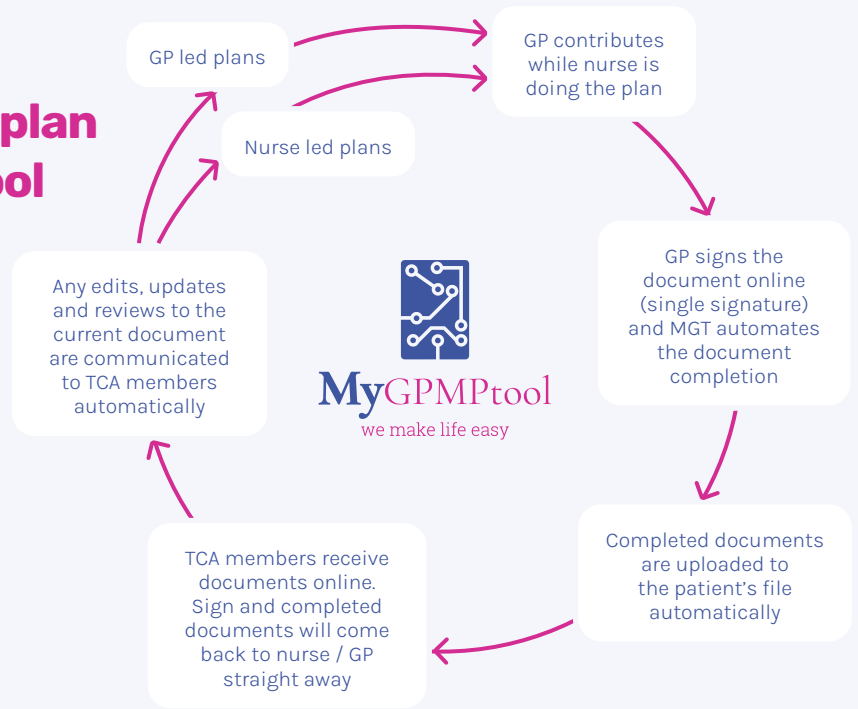 plan
ool
GP led plans
Nurse led plans
GP contributes
while nurse is
doing the plan
GP signs the
document online
(single signature)
and MGT automates
the document
completion
Completed documents
are uploaded to
the patient’s file
automatically
TCA members receive
documents online.
Sign and completed
documents will come
back to nurse / GP
straight away
Any edits, updates
and reviews to the
current document
are communicated
to TCA members
automatically
MyGPMPtool
we make life easy